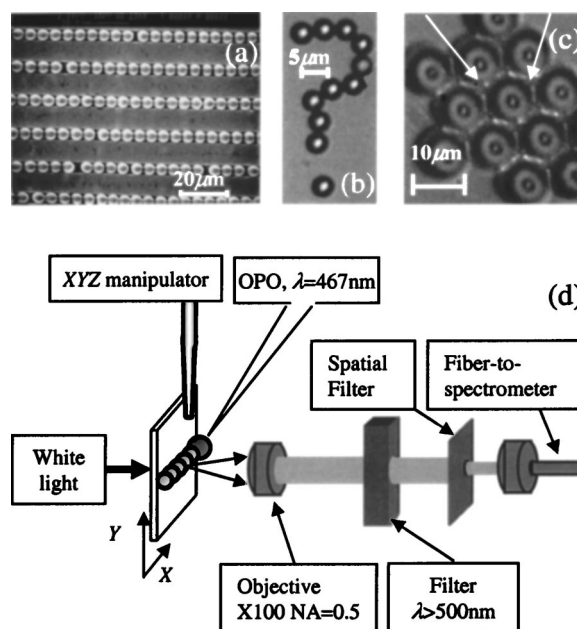 (a)
20μm
5μm
(b)
(c)
10μm
XYZ manipulator
OPO, λ=467nm
(d)
Spatial
Filter
Fiber-to-
spectrometer
White
light
Y
X
Objective
X100 NA=0.5
Filter
λ>500nm